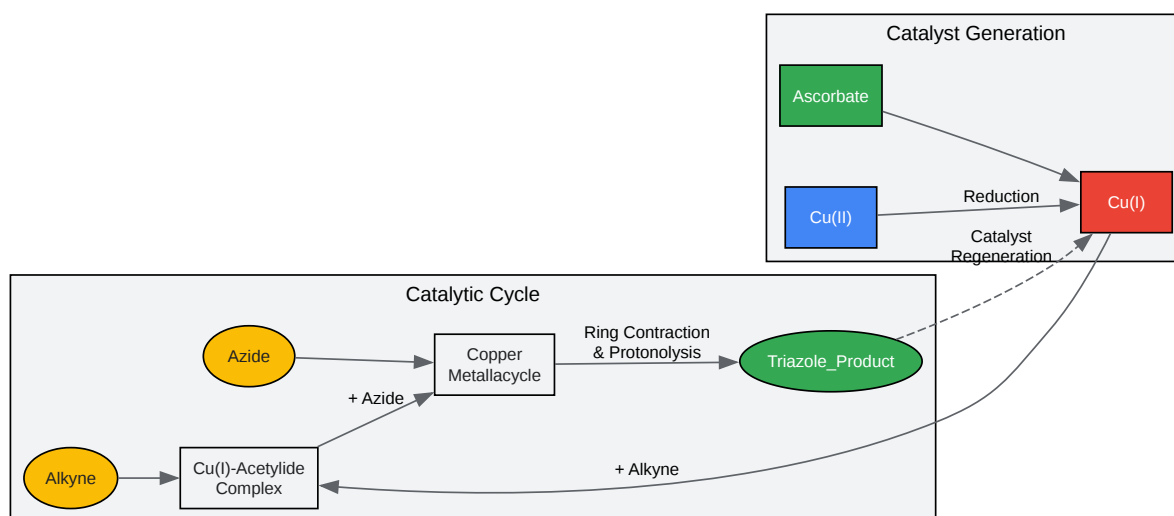 Catalyst Generation
Ascorbate
Cu(II)
Reduction
Cu(I)
Catalyst
Regeneration
Catalytic Cycle
Azide
Copper
Metallacycle
Ring Contraction
& Protonolysis
Triazole_Product
+ Azide
Alkyne
Cu(I)-Acetylide
Complex
+ Alkyne